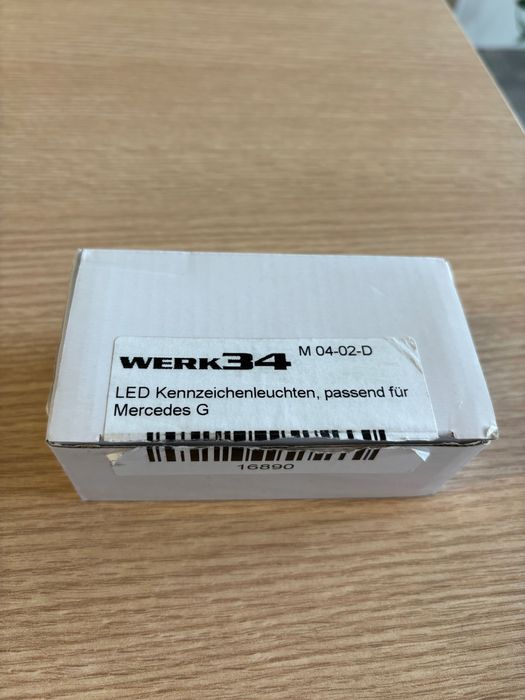 WERK34 M 04-02-D
LED Kennzeichenleuchten, passend für
Mercedes G
16890